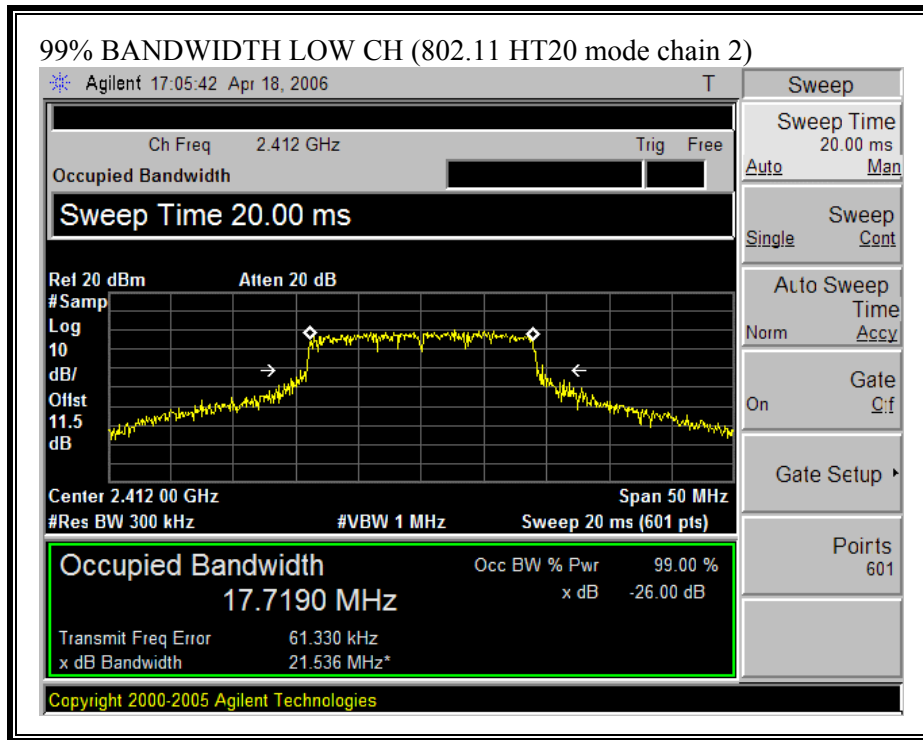 99% BANDWIDTH LOW CH (802.11 HT20 mode chain 2)
Agilent 17:05:42 Apr 18, 2006 T
Ch Freq 2.412 GHz Trig Free
Occupied Bandwidth
Sweep Time 20.00 ms
Ref 20 dBm Atten 20 dB
#Samp
Log
10
dB/
Offst
11.5
dB
Center 2.412 00 GHz Span 50 MHz
#Res BW 300 kHz #VBW 1 MHz Sweep 20 ms (601 pts)
Occupied Bandwidth Occ BW % Pwr 99.00 %
17.7190 MHz x dB -26.00 dB
Transmit Freq Error 61.330 kHz
x dB Bandwidth 21.536 MHz*
Copyright 2000-2005 Agilent Technologies
Sweep
Sweep Time
20.00 ms
Auto Man
Sweep
Single Cont
Auto Sweep
Time
Norm Accy
Gate
On Off
Gate Setup
Points
601